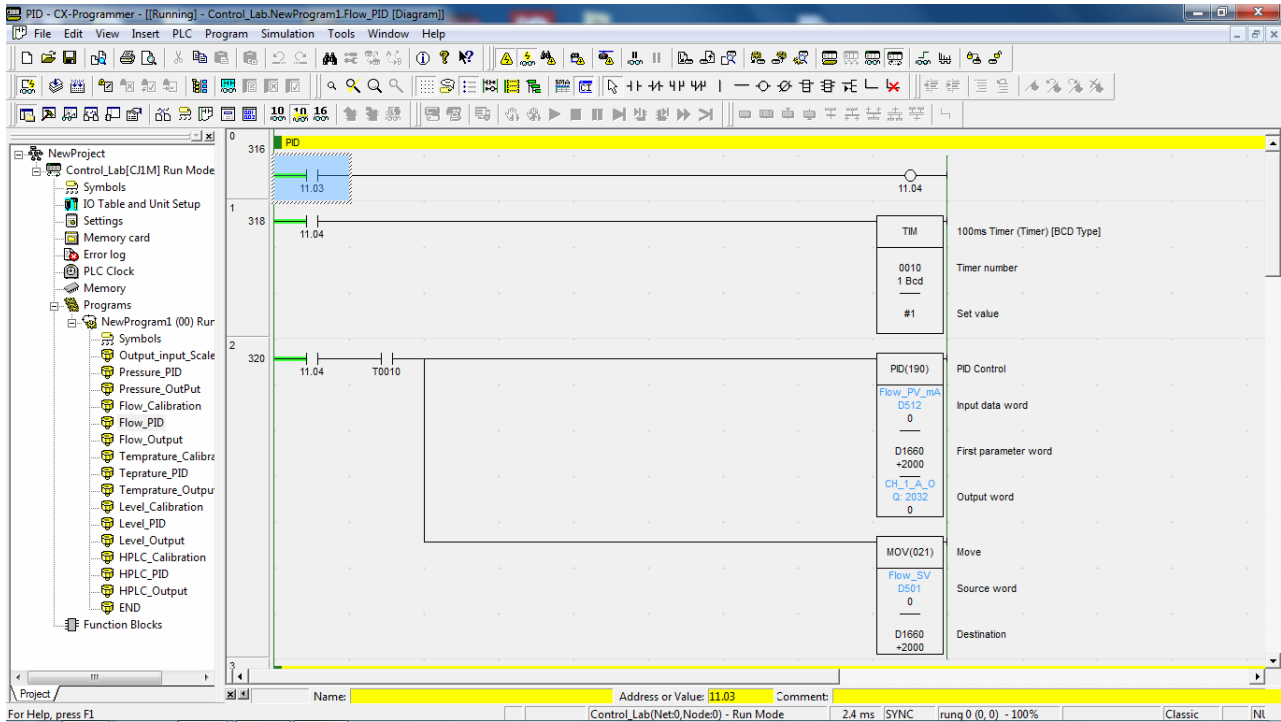 PID - CX-Programmer - [[Running] - Control_Lab.NewProgram1.Flow_PID [Diagram]]
File Edit View Insert PLC Program Simulation Tools Window Help
10 10 16
NewProject
Control_Lab[CJ1M] Run Mode
Symbols
IO Table and Unit Setup
Settings
Memory card
Error log
PLC Clock
Memory
Programs
NewProgram1 (00) Rur
Symbols
Output_input_Scale
Pressure_PID
Pressure_OutPut
Flow_Calibration
Flow_PID
Flow_Output
Temprature_Calibra
Teprature_PID
Temprature_Outpu
Level_Calibration
Level_PID
Level_Output
HPLC_Calibration
HPLC_PID
HPLC_Output
END
Function Blocks
Project
0
316
PID
11.03
11.04
1
318
11.04
TIM
100ms Timer (Timer) [BCD Type]
0010
1 Bcd
Timer number
#1
Set value
2
320
11.04
T0010
PID(190)
PID Control
Flow_PV_mA
D512
0
Input data word
D1660
+2000
First parameter word
CH_1_A_O
Q: 2032
0
Output word
MOV(021)
Move
Flow_SV
D501
0
Source word
D1660
+2000
Destination
3
Name:
Address or Value: 11.03
Comment:
For Help, press F1
Control_Lab(Net:0,Node:0) - Run Mode
2.4 ms
SYNC
rung 0 (0, 0) - 100%
Classic